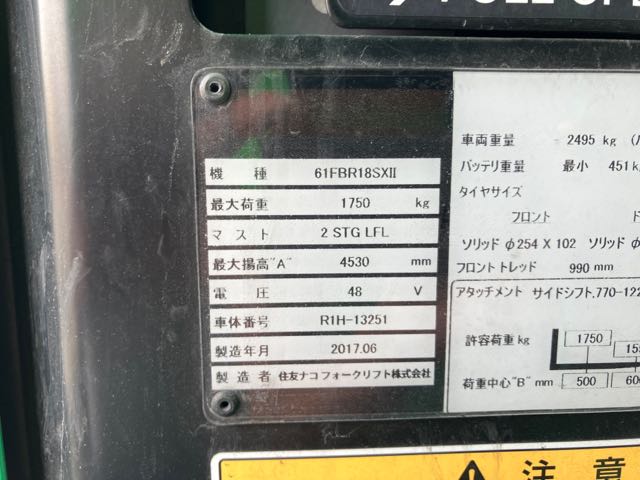 機種 61FBR18SXII
最大荷重 1750 kg
マスト 2 STG LFL
最大揚高"A" 4530 mm
電圧 48 V
車体番号 R1H-13251
製造年月 2017.06
製造者 住友ナコフォークリフト株式会社
車両重量 2495 kg
バッテリ重量 最小 451
タイヤサイズ
フロント
ソリッド φ254 X 102 ソリッド φ
フロントトレッド 990 mm
アタッチメント サイドシフト,770-122
許容荷重 kg 1750
荷重中心"B" mm 500
注意